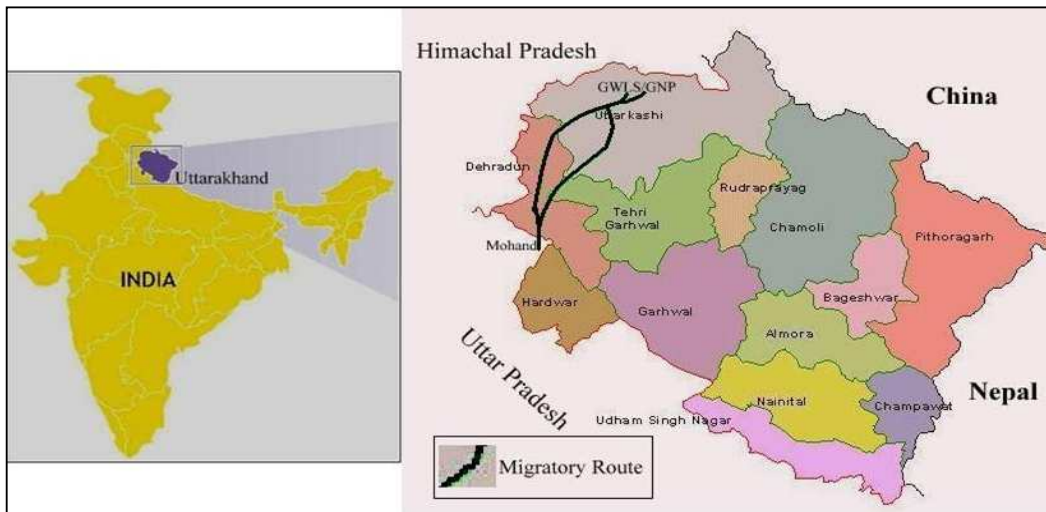 Uttarakhand
INDIA
Himachal Pradesh
GWLS/GNP
China
Uttarkashi
Dehradun
Rudraprayag
Tehri
Garhwal
Chamoli
Pithoragarh
Mohand
Hardwar
Garhwal
Bageshwar
Almora
Uttar Pradesh
Nepal
Nainital
Champawat
Udham Singh Nagar
Migratory Route